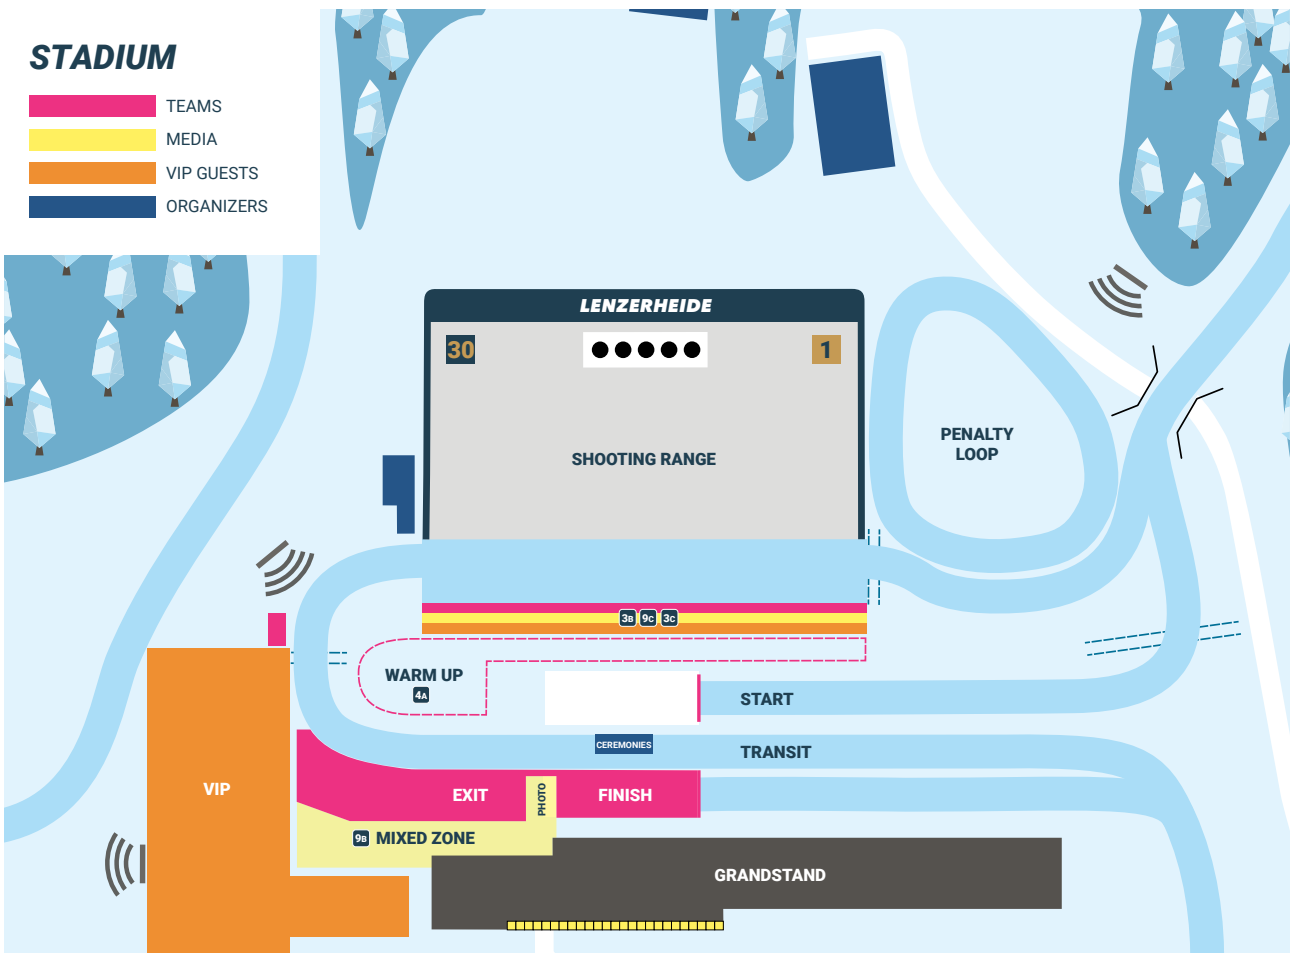 STADIUM
TEAMS
MEDIA
VIP GUESTS
ORGANIZERS
LENZERHEIDE
30
1
SHOOTING RANGE
PENALTY
LOOP
3B 9C 3C
WARM UP
4A
START
CEREMONIES
TRANSIT
VIP
EXIT
PHOTO
FINISH
9B MIXED ZONE
GRANDSTAND